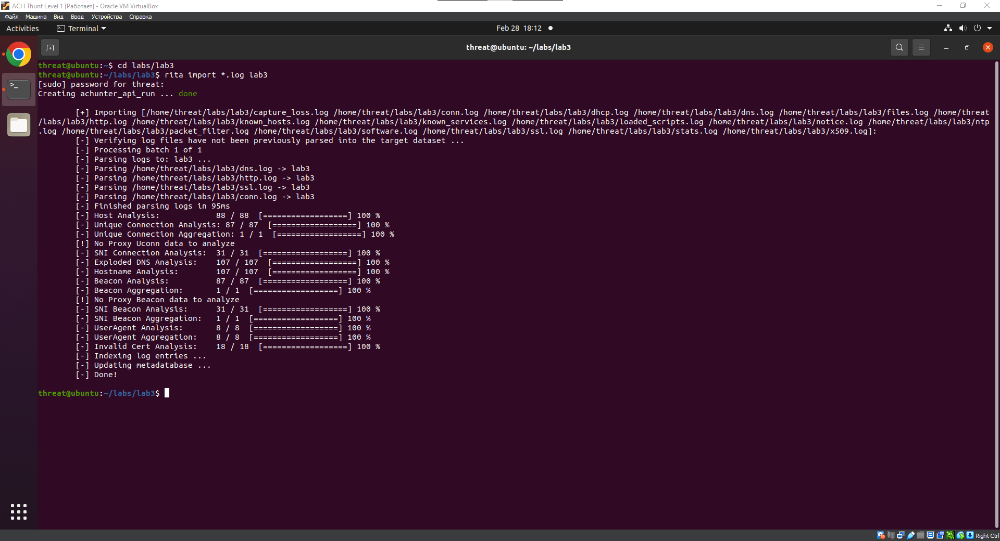 ACH Thunt Level 1 [Работает] - Oracle VM VirtualBox
Файл Машина Вид Ввод Устройства Справка
Activities Terminal Feb 28 18:12
threat@ubuntu: ~/labs/lab3
threat@ubuntu:~$ cd labs/lab3
threat@ubuntu:~/labs/lab3$ rita import *.log lab3
[sudo] password for threat:
Creating achunter_api_run ... done
[+] Importing [/home/threat/labs/lab3/capture_loss.log /home/threat/labs/lab3/conn.log /home/threat/labs/lab3/dhcp.log /home/threat/labs/lab3/dns.log /home/threat/labs/lab3/files.log /home/threat
/labs/lab3/http.log /home/threat/labs/lab3/known_hosts.log /home/threat/labs/lab3/known_services.log /home/threat/labs/lab3/loaded_scripts.log /home/threat/labs/lab3/notice.log /home/threat/labs/lab3/ntp
.log /home/threat/labs/lab3/packet_filter.log /home/threat/labs/lab3/software.log /home/threat/labs/lab3/ssl.log /home/threat/labs/lab3/stats.log /home/threat/labs/lab3/x509.log]:
[-] Verifying log files have not been previously parsed into the target dataset ...
[-] Processing batch 1 of 1
[-] Parsing logs to: lab3 ...
[-] Parsing /home/threat/labs/lab3/dns.log -> lab3
[-] Parsing /home/threat/labs/lab3/http.log -> lab3
[-] Parsing /home/threat/labs/lab3/ssl.log -> lab3
[-] Parsing /home/threat/labs/lab3/conn.log -> lab3
[-] Finished parsing logs in 95ms
[-] Host Analysis: 88 / 88 [==================] 100 %
[-] Unique Connection Analysis: 87 / 87 [==================] 100 %
[-] Unique Connection Aggregation: 1 / 1 [==================] 100 %
[!] No Proxy Uconn data to analyze
[-] SNI Connection Analysis: 31 / 31 [==================] 100 %
[-] Exploded DNS Analysis: 107 / 107 [==================] 100 %
[-] Hostname Analysis: 107 / 107 [==================] 100 %
[-] Beacon Analysis: 87 / 87 [==================] 100 %
[-] Beacon Aggregation: 1 / 1 [==================] 100 %
[!] No Proxy Beacon data to analyze
[-] SNI Beacon Analysis: 31 / 31 [==================] 100 %
[-] SNI Beacon Aggregation: 1 / 1 [==================] 100 %
[-] UserAgent Analysis: 8 / 8 [==================] 100 %
[-] UserAgent Aggregation: 8 / 8 [==================] 100 %
[-] Invalid Cert Analysis: 18 / 18 [==================] 100 %
[-] Indexing log entries ...
[-] Updating metadatabase ...
[-] Done!
threat@ubuntu:~/labs/lab3$
Right Ctrl